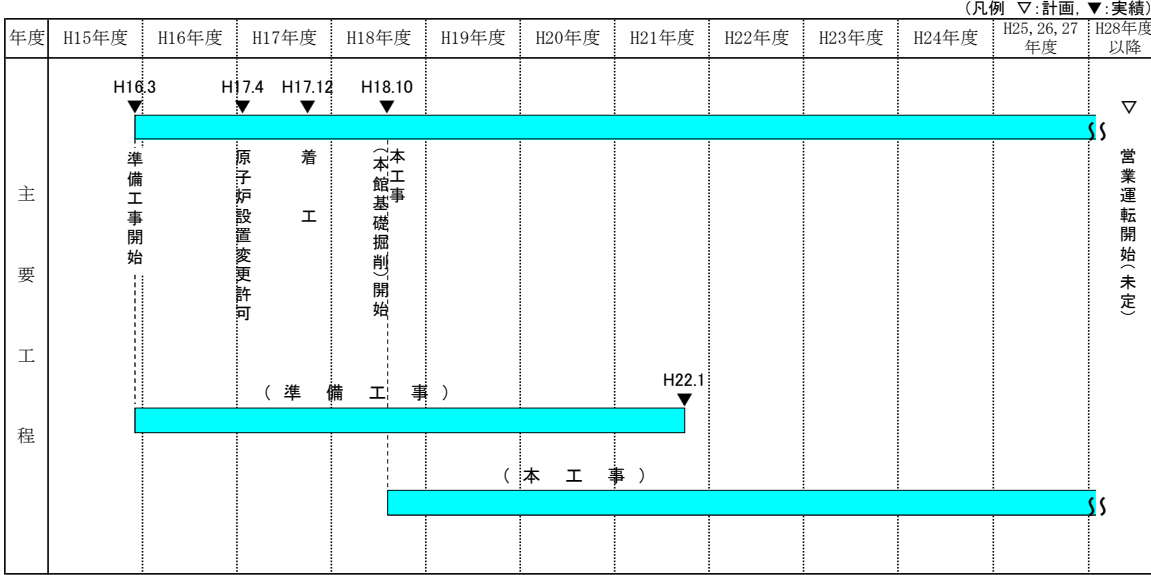 (凡例 ▽:計画, ▼:実績)
年度 H15年度 H16年度 H17年度 H18年度 H19年度 H20年度 H21年度 H22年度 H23年度 H24年度 H25,26,27年度 H28年度以降
主要工程
H16.3 H17.4 H17.12 H18.10
▼ ▼ ▼ ▼ ▽
準備工事開始
原子炉設置変更許可
着工
本工事
(本館基礎掘削)開始
営業運転開始(未定)
(準備工事)
H22.1
▼
(本工事)